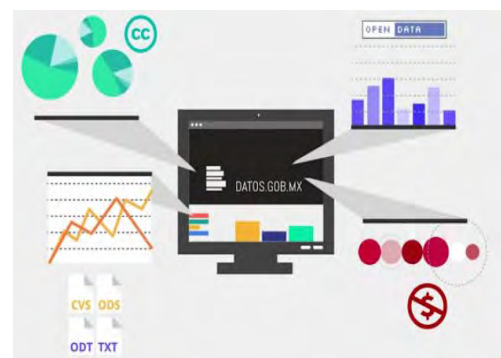 CC
OPEN DATA
DATOS.GOB.MX
CVS ODS
ODT TXT
$